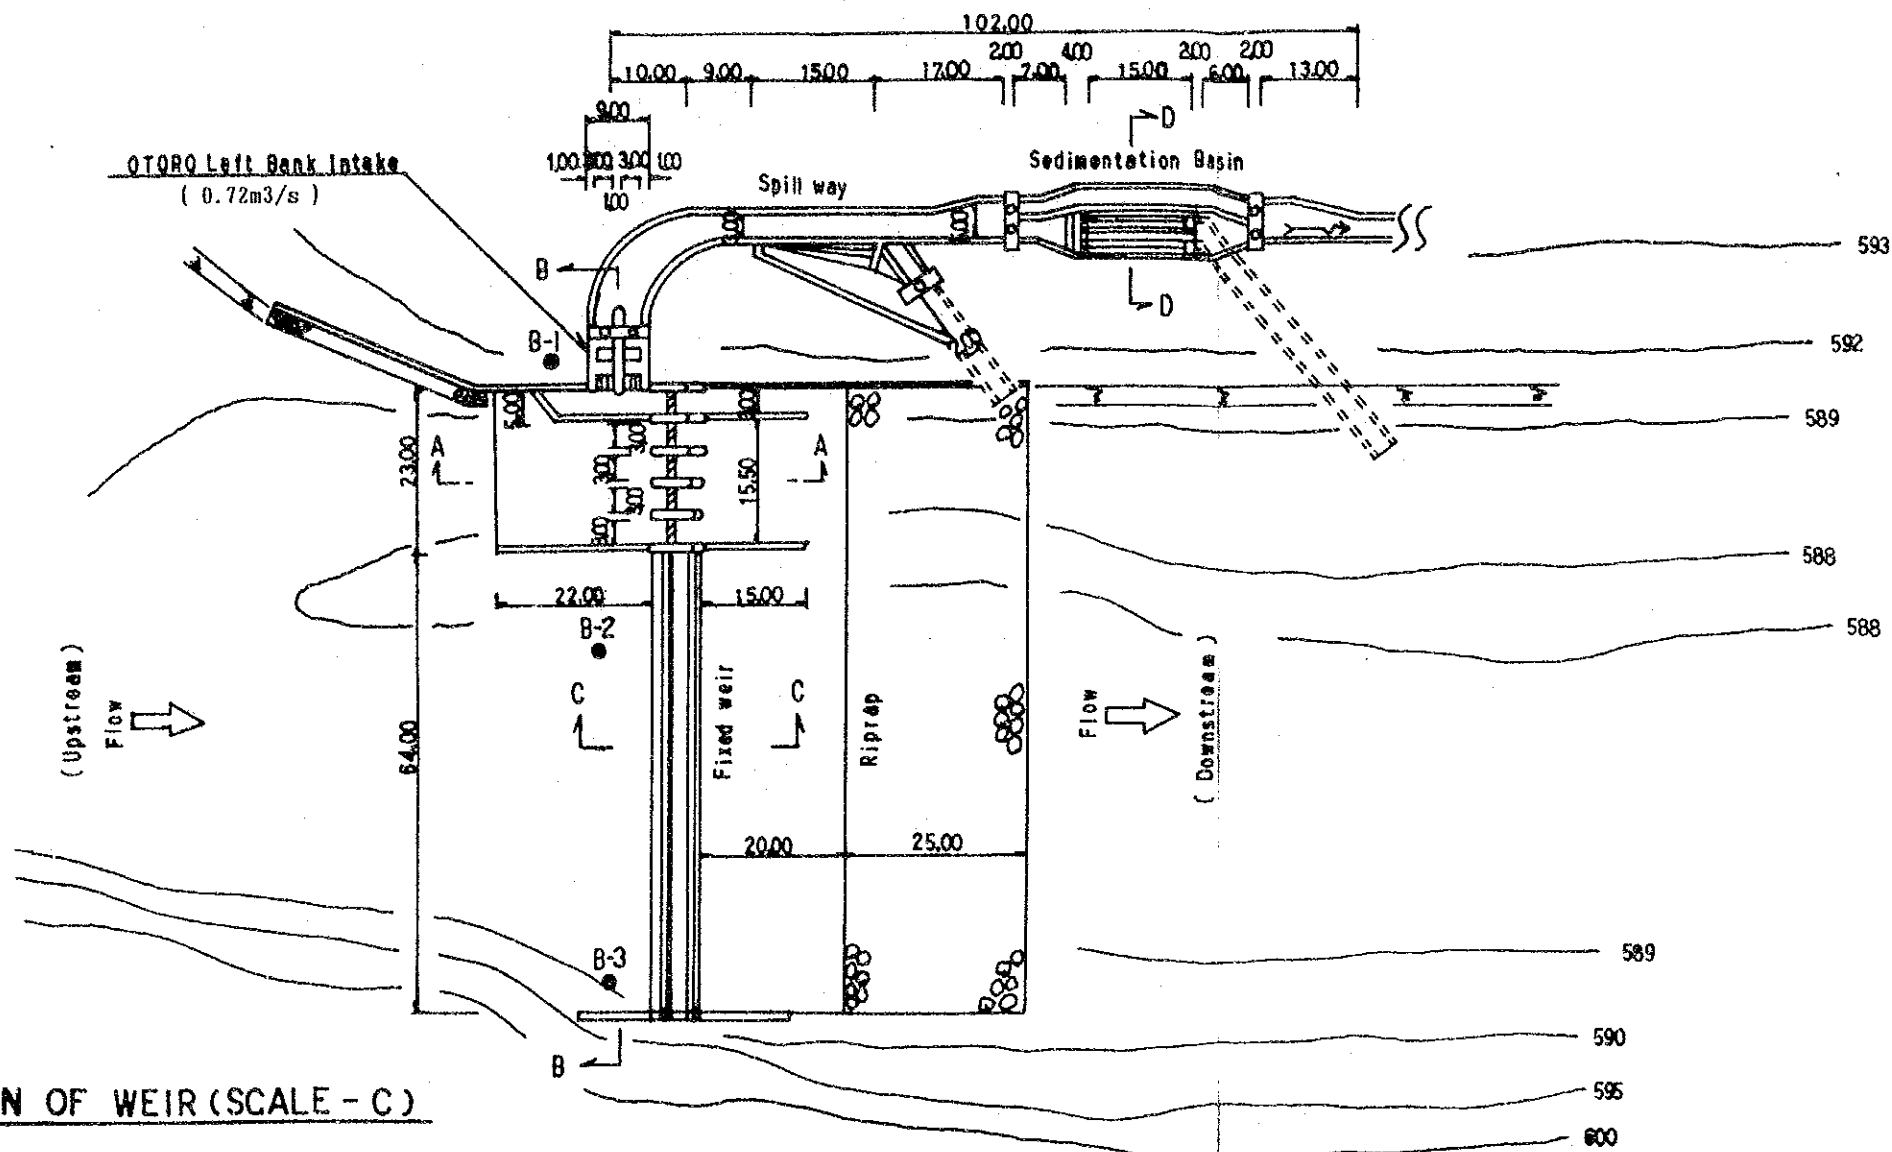 102.00
2.00 4.00 2.00 2.00
10.00 9.00 15.00 17.00 7.00 15.00 6.00 13.00
9.00
D
OTORO Left Bank Intake
( 0.72m3/s )
1.00 3.00 3.00 1.00
1.00
Spill way
Sedimentation Basin
593
B
D
B-1
592
5.00
3.00
589
A
A
23.00
3.00
3.00
15.50
3.00
3.00
588
22.00
15.00
B-2
588
(Upstream)
Flow
C
C
Fixed weir
Riprap
Flow
( Downstream )
64.00
20.00
25.00
B-3
589
B
590
N OF WEIR (SCALE - C)
595
600